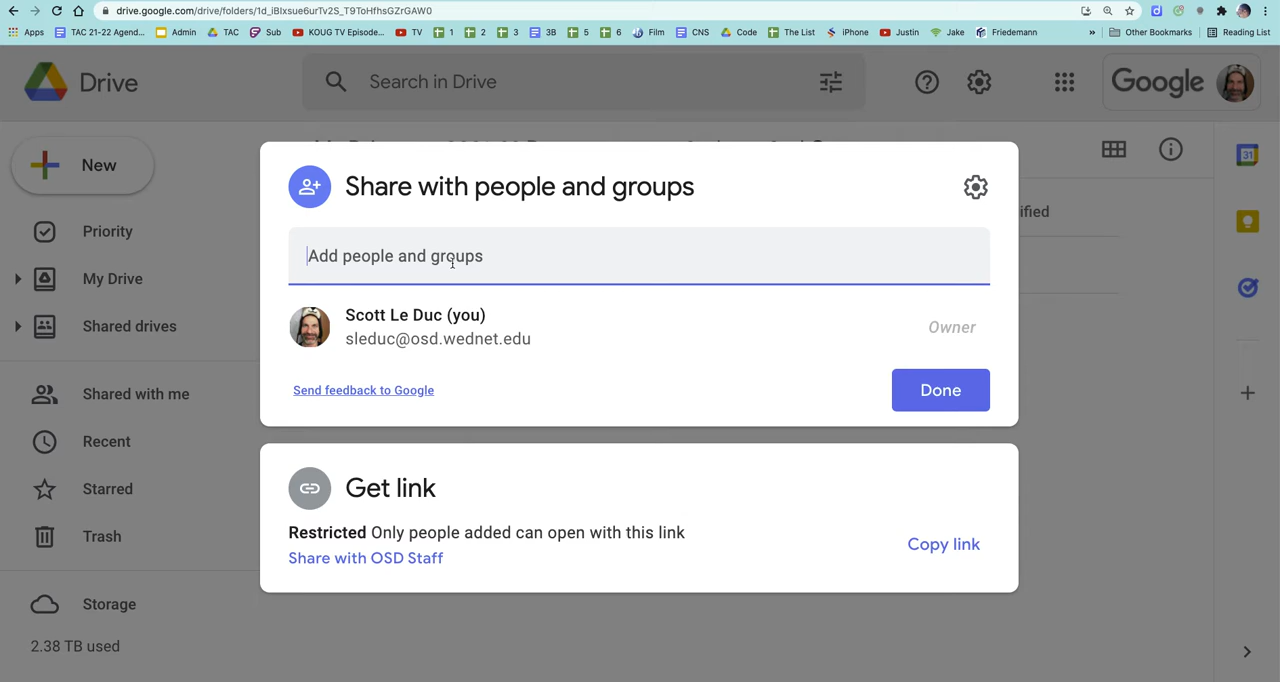 drive.google.com/drive/folders/1d_iBIxsue6urTv2S_T9ToHfhsGZrGAW0
Apps TAC 21-22 Agend... Admin TAC Sub KOUG TV Episode... TV 1 2 3 3B 5 6 Film CNS Code The List iPhone Justin Jake Friedemann » Other Bookmarks Reading List
Drive
Search in Drive
Google
New
Priority
My Drive
Shared drives
Shared with me
Recent
Starred
Trash
Storage
2.38 TB used
31
ified
Share with people and groups
Add people and groups
Scott Le Duc (you)
sleduc@osd.wednet.edu
Owner
Send feedback to Google
Done
Get link
Restricted Only people added can open with this link
Share with OSD Staff
Copy link